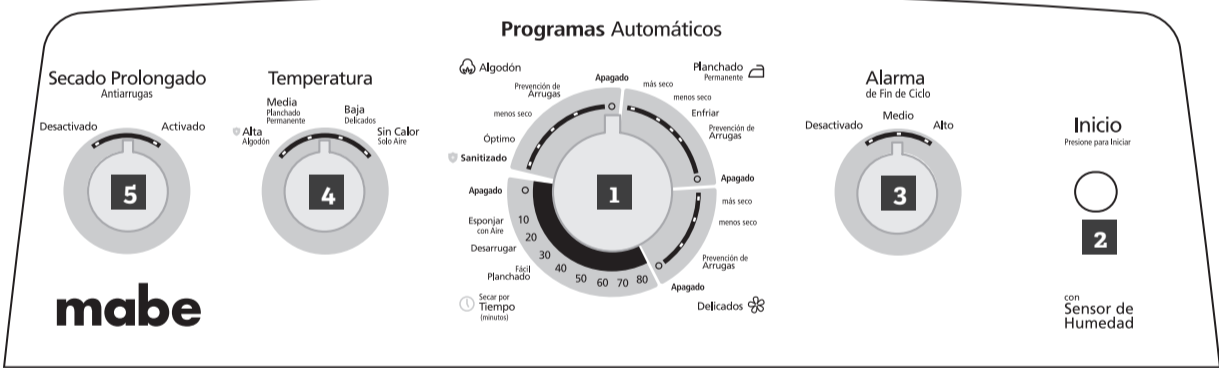 Programas Automáticos
Secado Prolongado
Antiarrugas
Desactivado
Activado
5
Temperatura
Alta
Algodón
Media
Planchado
Permanente
Baja
Delicados
Sin Calor
Solo Aire
4
Algodón
Apagado
Prevención de
Arrugas
menos seco
Óptimo
Sanitizado
Planchado
Permanente
más seco
menos seco
Enfriar
Prevención de
Arrugas
Apagado
más seco
menos seco
Prevención de
Arrugas
Apagado
Delicados
1
Apagado
Esponjar
con Aire
Desarrugar
Fácil
Planchado
10
20
30
40
50
60
70
80
Secar por
Tiempo
(minutos)
Alarma
de Fin de Ciclo
Desactivado
Medio
Alto
3
Inicio
Presione para Iniciar
2
mabe
con
Sensor de
Humedad